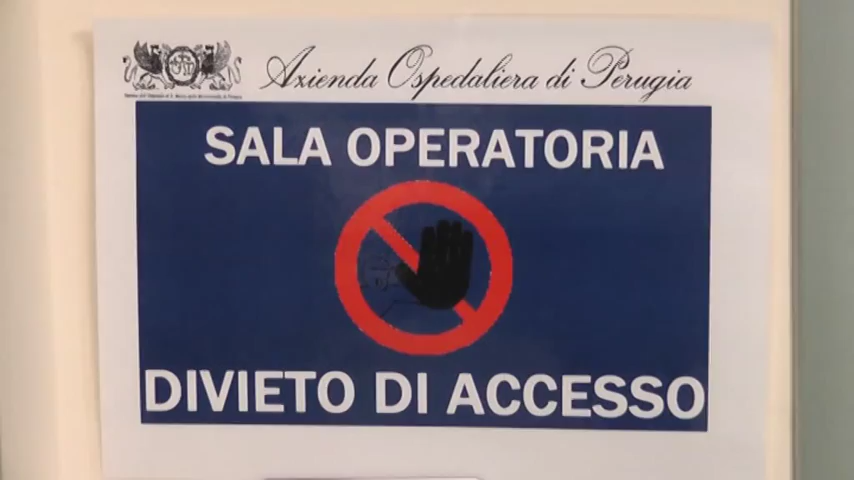 Azienda Ospedaliera di Perugia
SALA OPERATORIA
DIVIETO DI ACCESSO